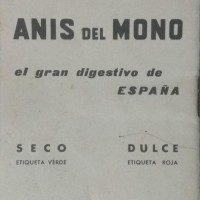 ANIS DEL MONO
el gran digestivo de
ESPAÑA
SECO DULCE
ETIQUETA VERDE ETIQUETA ROJA